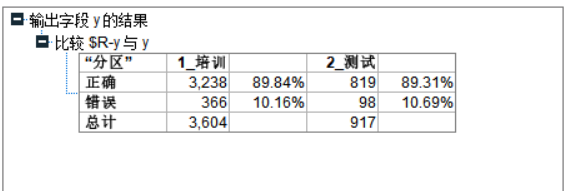 输出字段 y 的结果
比较 $R-y 与 y
“分区” 1_培训 2_测试
正确 3,238 89.84% 819 89.31%
错误 366 10.16% 98 10.69%
总计 3,604 917